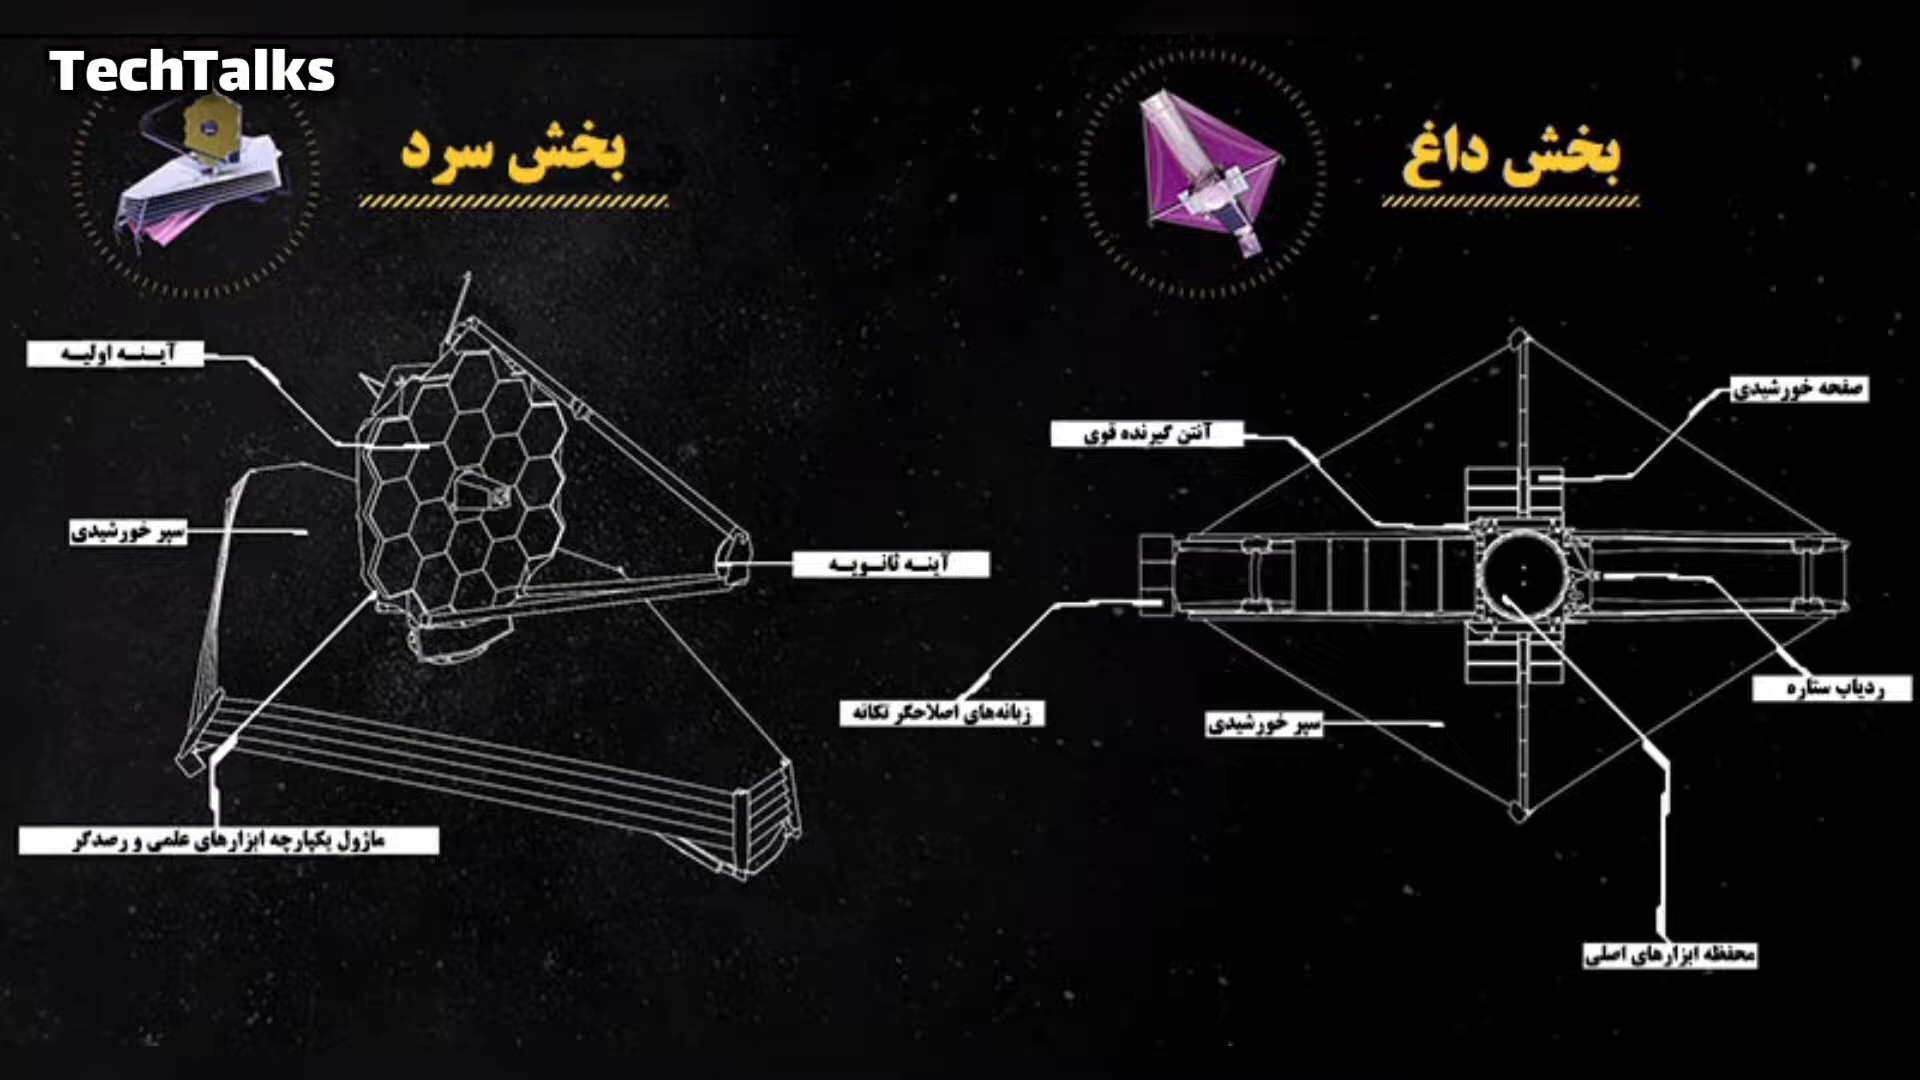 TechTalks
بخش داغ
بخش سرد
صفحه خورشیدی
آنتن گیرنده قوی
ردیاب ستاره
زبانه‌های اصلاحگر تکانه
سپر خورشیدی
محفظه ابزارهای اصلی
آینه اولیه
سپر خورشیدی
آینه ثانویه
ماژول یکپارچه ابزارهای علمی و رصدگر